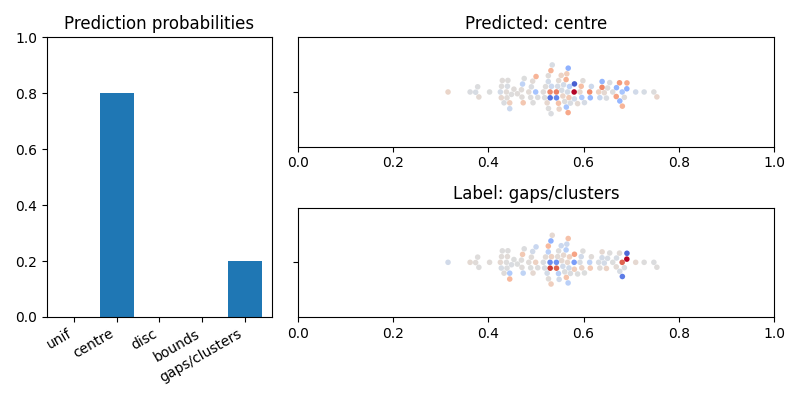 Prediction probabilities
1.0
0.8
0.6
0.4
0.2
0.0
unif
centre
disc
bounds
gaps/clusters
Predicted: centre
0.0 0.2 0.4 0.6 0.8 1.0
Label: gaps/clusters
0.0 0.2 0.4 0.6 0.8 1.0